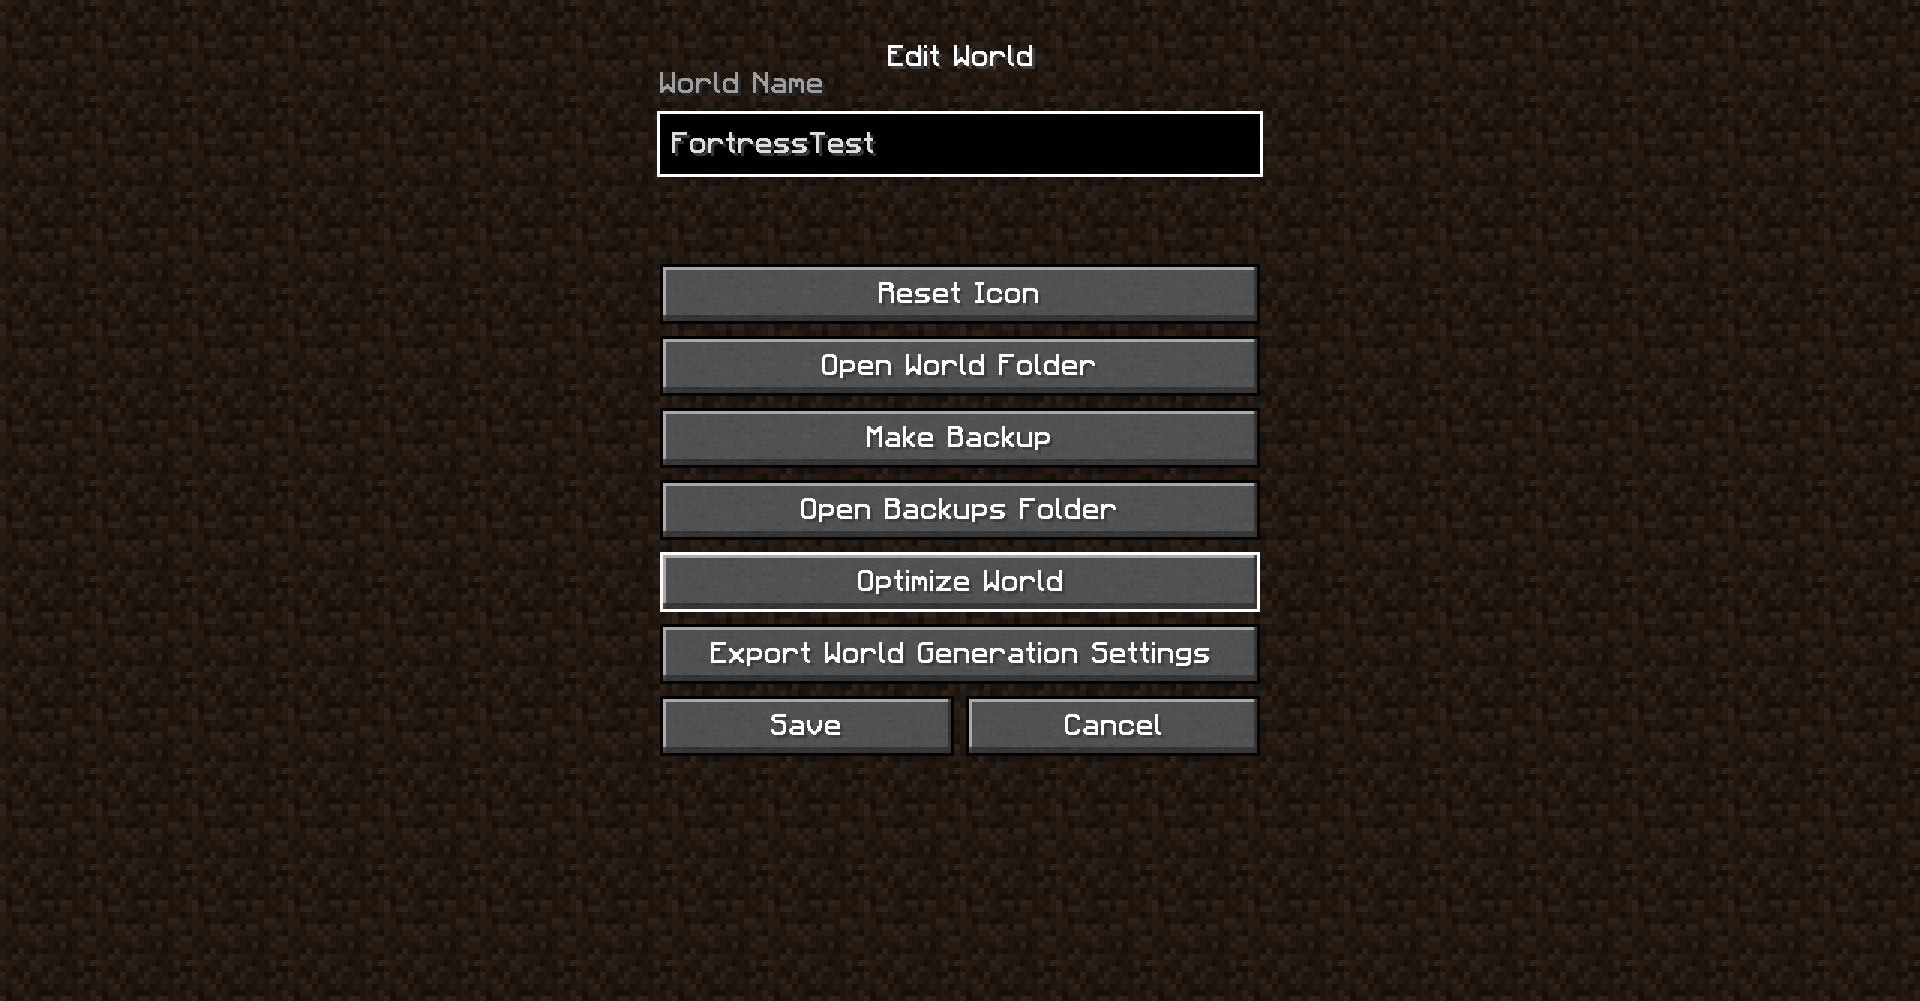 Edit World
World Name
FortressTest
Reset Icon
Open World Folder
Make Backup
Open Backups Folder
Optimize World
Export World Generation Settings
Save
Cancel